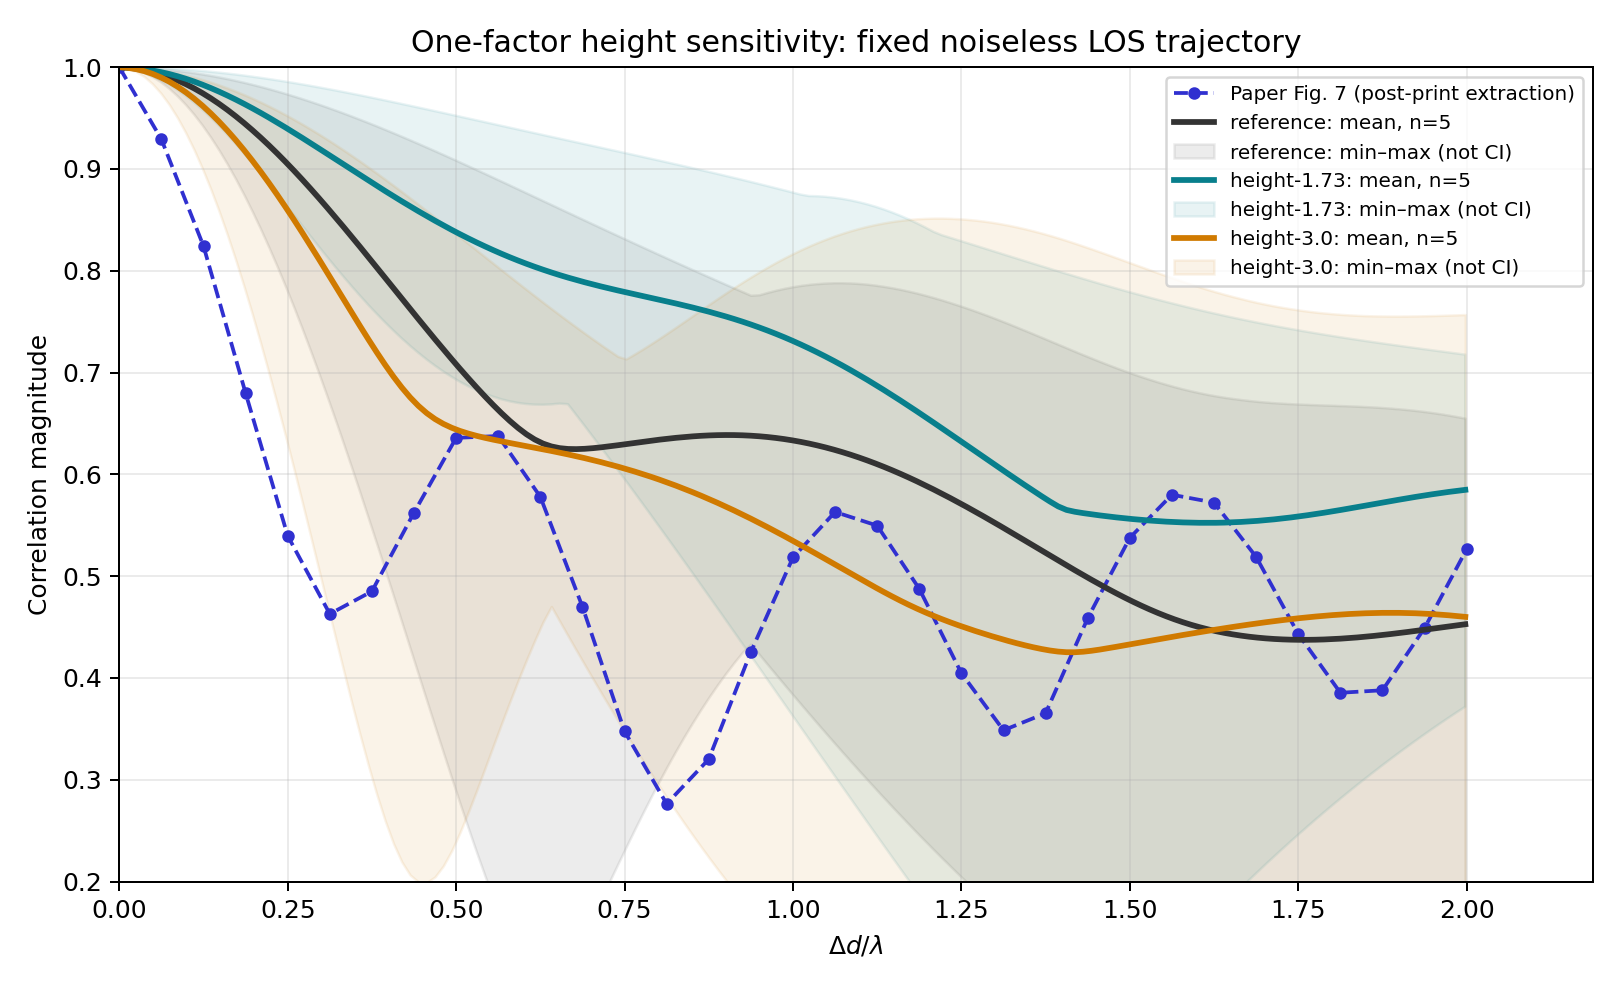 One-factor height sensitivity: fixed noiseless LOS trajectory
Paper Fig. 7 (post-print extraction)
reference: mean, n=5
reference: min–max (not CI)
height-1.73: mean, n=5
height-1.73: min–max (not CI)
height-3.0: mean, n=5
height-3.0: min–max (not CI)
Correlation magnitude
1.0
0.9
0.8
0.7
0.6
0.5
0.4
0.3
0.2
0.00 0.25 0.50 0.75 1.00 1.25 1.50 1.75 2.00
Δd/λ